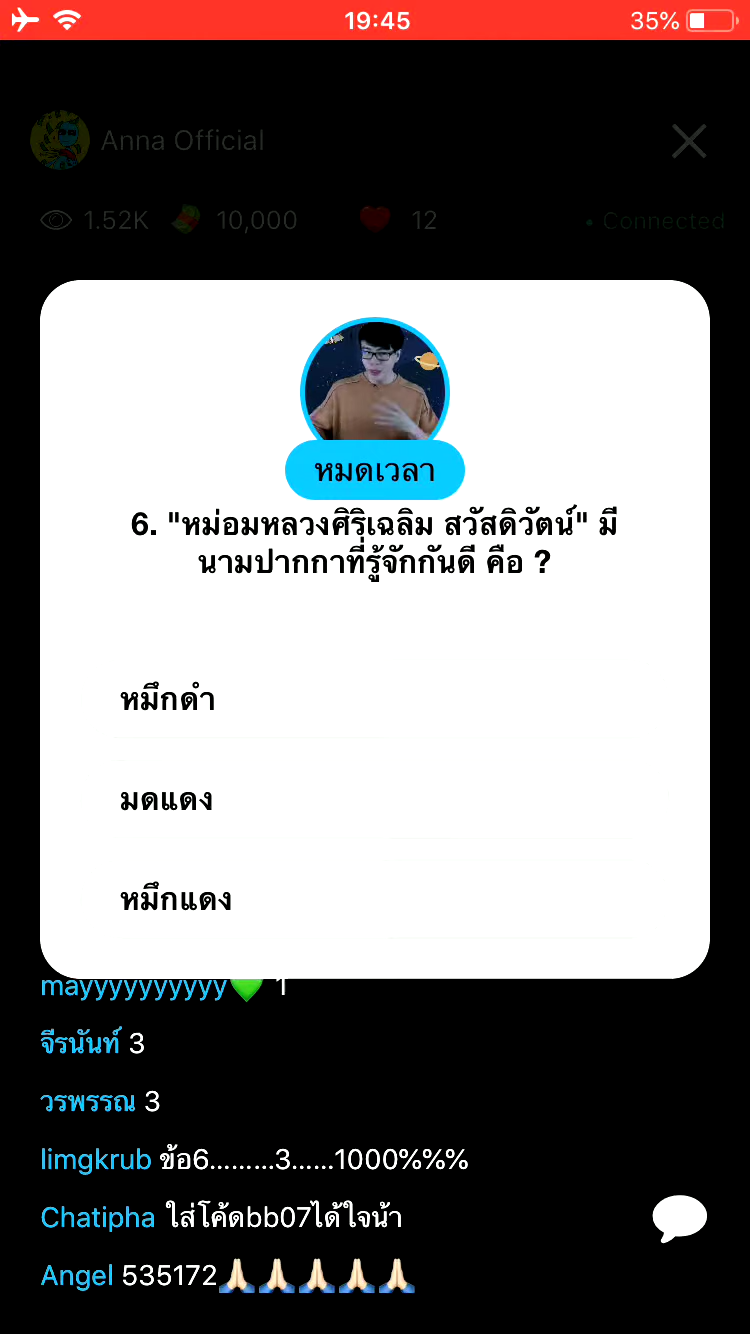 19:45
35%
Anna Official
1.52K
10,000
12
• Connected
หมดเวลา
6. "หม่อมหลวงศิริเฉลิม สวัสดิวัตน์" มี
นามปากกาที่รู้จักกันดี คือ ?
หมึกดำ
มดแดง
หมึกแดง
mayyyyyyyyyy💚 1
จีรนันท์ 3
วรพรรณ 3
limgkrub ข้อ6.........3......1000%%%
Chatipha ใส่โค้ดbb07ได้ใจน้า
Angel 535172🙏🏻🙏🏻🙏🏻🙏🏻🙏🏻